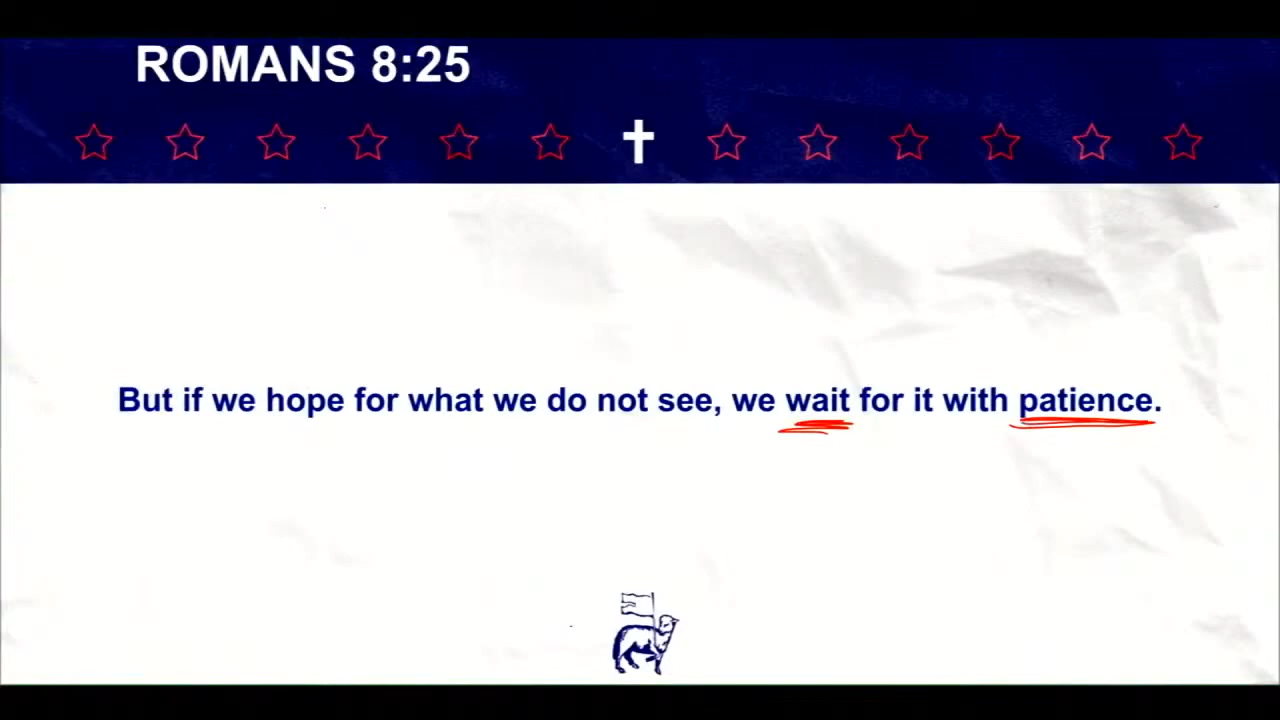 ROMANS 8:25
But if we hope for what we do not see, we wait for it with patience.